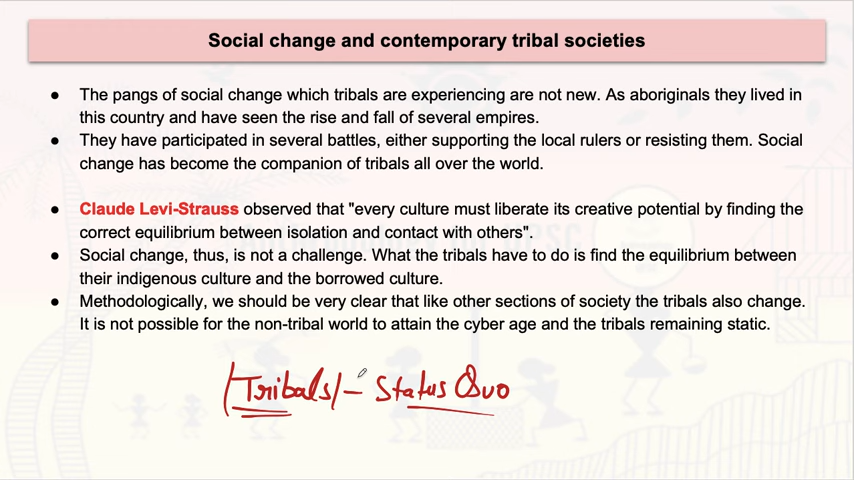 Social change and contemporary tribal societies
● The pangs of social change which tribals are experiencing are not new. As aboriginals they lived in
this country and have seen the rise and fall of several empires.
● They have participated in several battles, either supporting the local rulers or resisting them. Social
change has become the companion of tribals all over the world.
● Claude Levi-Strauss observed that "every culture must liberate its creative potential by finding the
correct equilibrium between isolation and contact with others".
● Social change, thus, is not a challenge. What the tribals have to do is find the equilibrium between
their indigenous culture and the borrowed culture.
● Methodologically, we should be very clear that like other sections of society the tribals also change.
It is not possible for the non-tribal world to attain the cyber age and the tribals remaining static.
Tribals - Status Quo